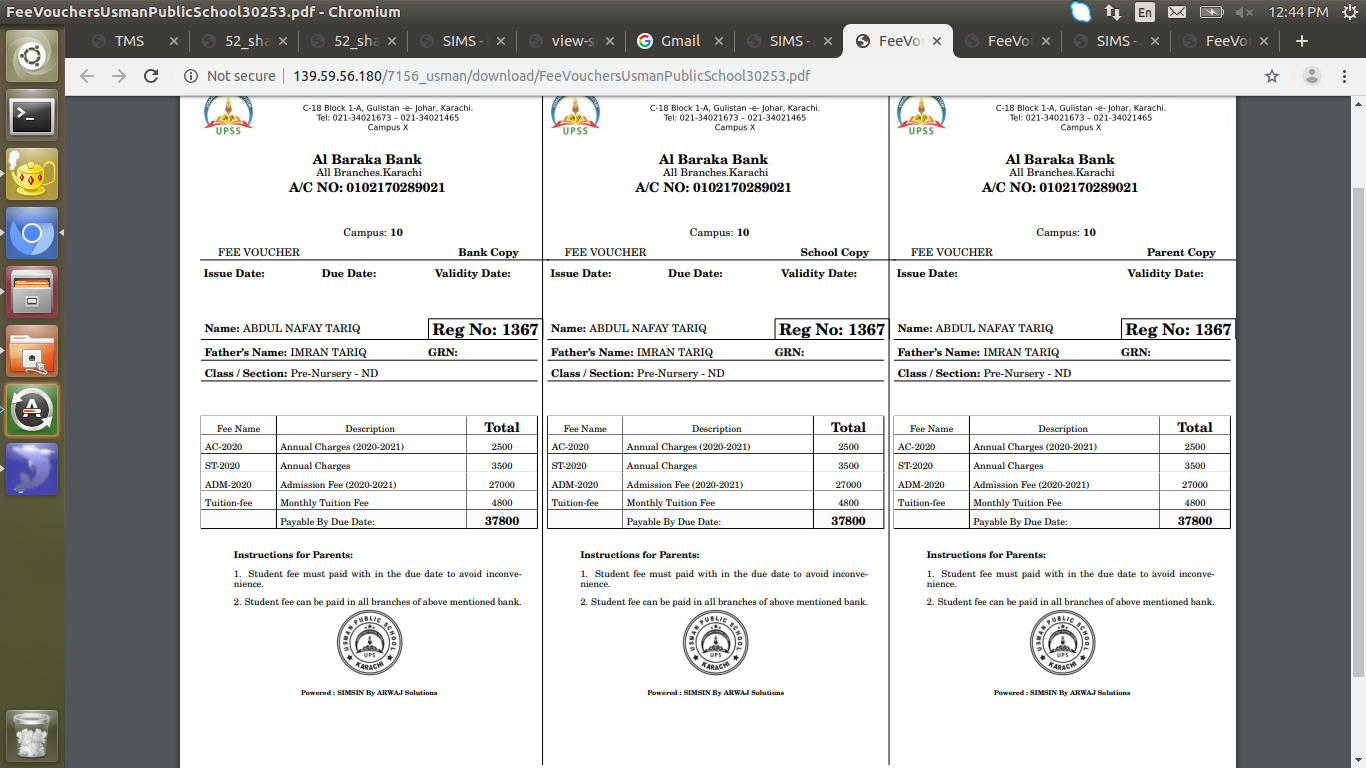 FeeVouchersUsmanPublicSchool30253.pdf - Chromium
En
12:44 PM
TMS
52_sha
52_sha
SIMS -
view-s
Gmail
SIMS -
FeeVo
FeeVo
SIMS -
FeeVo
Not secure
139.59.56.180/7156_usman/download/FeeVouchersUsmanPublicSchool30253.pdf
UPSS
C-18 Block 1-A, Gulistan -e- Johar, Karachi.
Tel: 021-34021673 – 021-34021465
Campus X
Al Baraka Bank
All Branches.Karachi
A/C NO: 0102170289021
Campus: 10
FEE VOUCHER Bank Copy
Issue Date: Due Date: Validity Date:
Name: ABDUL NAFAY TARIQ Reg No: 1367
Father's Name: IMRAN TARIQ GRN:
Class / Section: Pre-Nursery - ND
Fee Name Description Total
AC-2020 Annual Charges (2020-2021) 2500
ST-2020 Annual Charges 3500
ADM-2020 Admission Fee (2020-2021) 27000
Tuition-fee Monthly Tuition Fee 4800
Payable By Due Date: 37800
Instructions for Parents:
1. Student fee must paid with in the due date to avoid inconve-
nience.
2. Student fee can be paid in all branches of above mentioned bank.
USMAN PUBLIC SCHOOL
UPS
KARACHI
Powered : SIMSIN By ARWAJ Solutions
UPSS
C-18 Block 1-A, Gulistan -e- Johar, Karachi.
Tel: 021-34021673 – 021-34021465
Campus X
Al Baraka Bank
All Branches.Karachi
A/C NO: 0102170289021
Campus: 10
FEE VOUCHER School Copy
Issue Date: Due Date: Validity Date:
Name: ABDUL NAFAY TARIQ Reg No: 1367
Father's Name: IMRAN TARIQ GRN:
Class / Section: Pre-Nursery - ND
Fee Name Description Total
AC-2020 Annual Charges (2020-2021) 2500
ST-2020 Annual Charges 3500
ADM-2020 Admission Fee (2020-2021) 27000
Tuition-fee Monthly Tuition Fee 4800
Payable By Due Date: 37800
Instructions for Parents:
1. Student fee must paid with in the due date to avoid inconve-
nience.
2. Student fee can be paid in all branches of above mentioned bank.
USMAN PUBLIC SCHOOL
UPS
KARACHI
Powered : SIMSIN By ARWAJ Solutions
UPSS
C-18 Block 1-A, Gulistan -e- Johar, Karachi.
Tel: 021-34021673 – 021-34021465
Campus X
Al Baraka Bank
All Branches.Karachi
A/C NO: 0102170289021
Campus: 10
FEE VOUCHER Parent Copy
Issue Date: Validity Date:
Name: ABDUL NAFAY TARIQ Reg No: 1367
Father's Name: IMRAN TARIQ GRN:
Class / Section: Pre-Nursery - ND
Fee Name Description Total
AC-2020 Annual Charges (2020-2021) 2500
ST-2020 Annual Charges 3500
ADM-2020 Admission Fee (2020-2021) 27000
Tuition-fee Monthly Tuition Fee 4800
Payable By Due Date: 37800
Instructions for Parents:
1. Student fee must paid with in the due date to avoid inconve-
nience.
2. Student fee can be paid in all branches of above mentioned bank.
USMAN PUBLIC SCHOOL
UPS
KARACHI
Powered : SIMSIN By ARWAJ Solutions